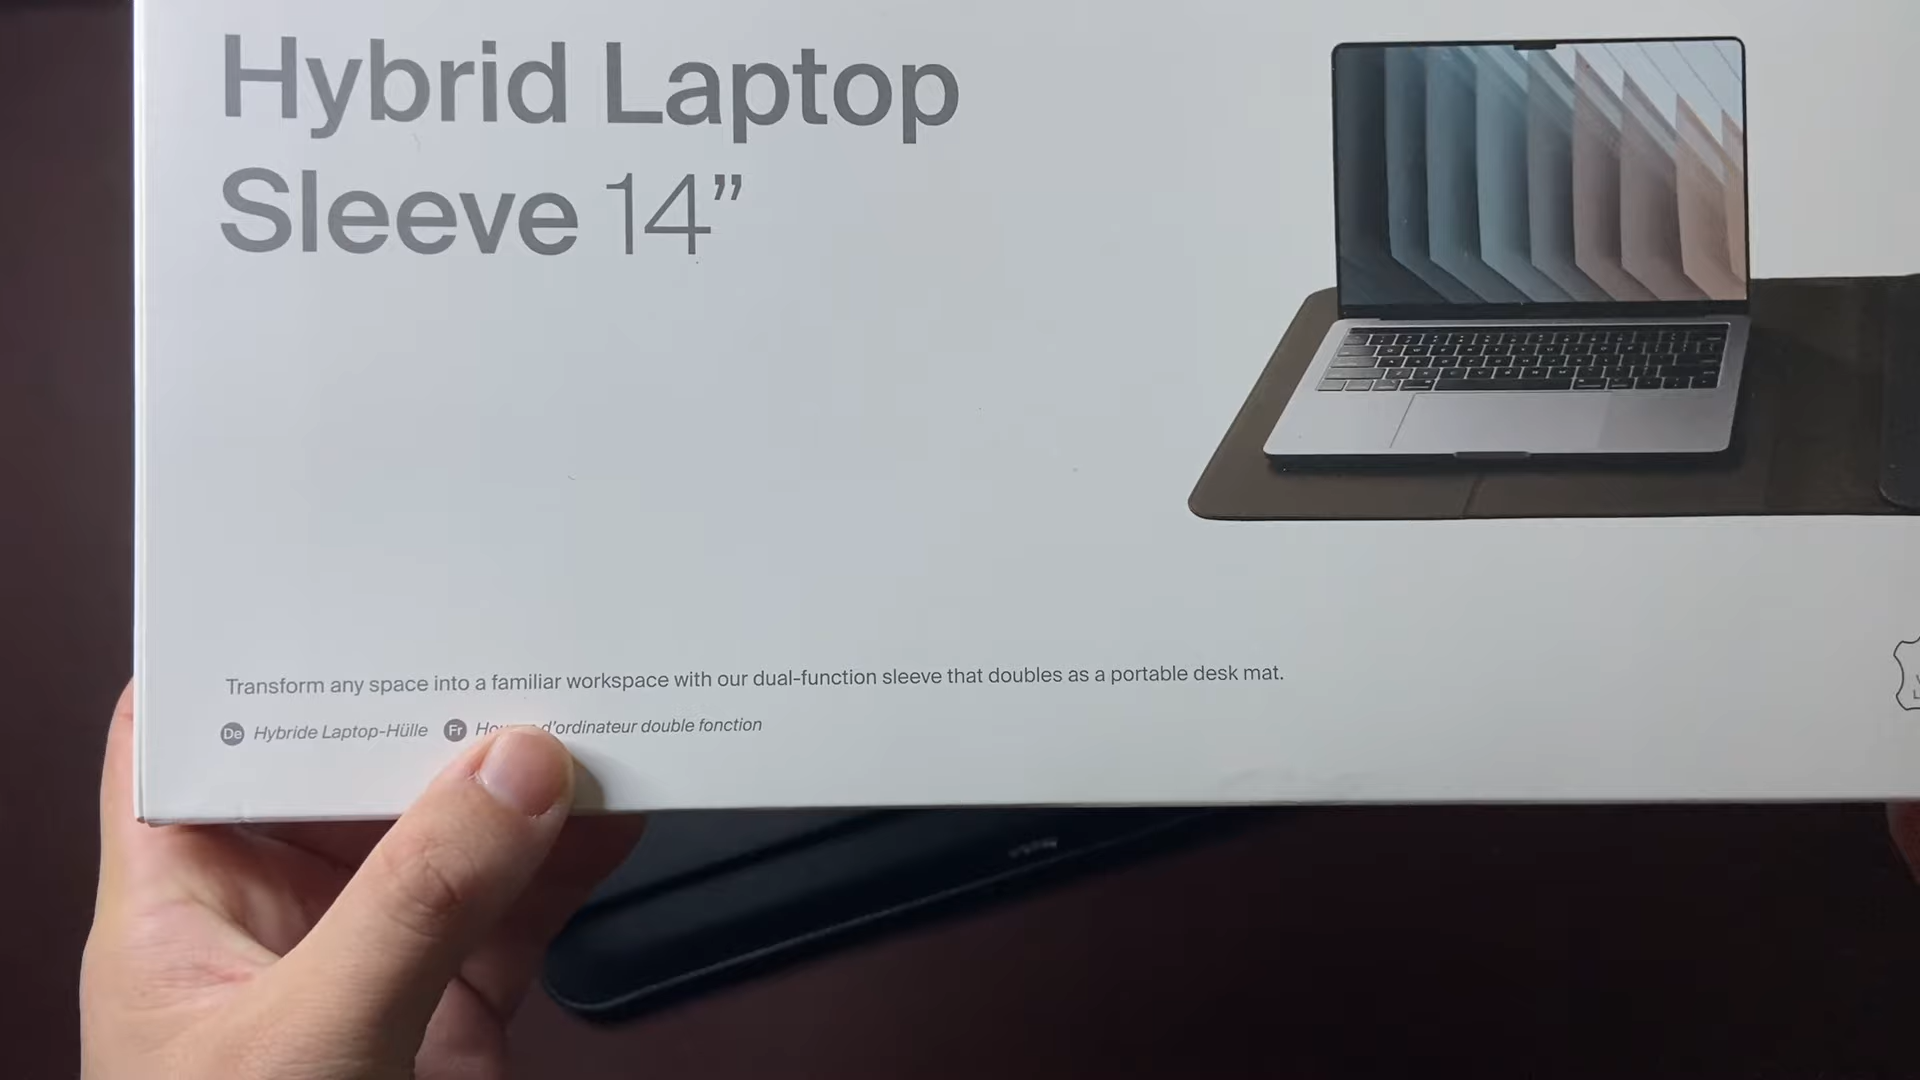 Hybrid Laptop
Sleeve 14”
Transform any space into a familiar workspace with our dual-function sleeve that doubles as a portable desk mat.
De Hybride Laptop-Hülle Fr d’ordinateur double fonction